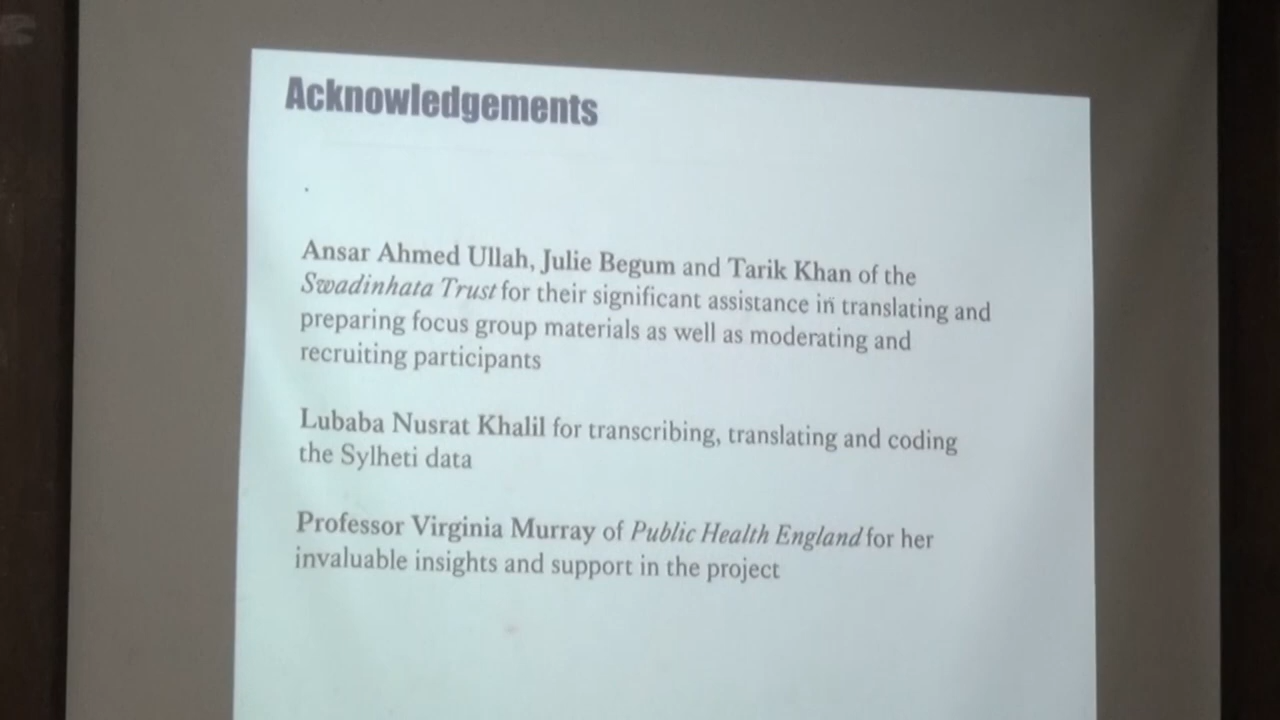 Acknowledgements
.
Ansar Ahmed Ullah, Julie Begum and Tarik Khan of the
Swadinhata Trust for their significant assistance in translating and
preparing focus group materials as well as moderating and
recruiting participants
Lubaba Nusrat Khalil for transcribing, translating and coding
the Sylheti data
Professor Virginia Murray of Public Health England for her
invaluable insights and support in the project